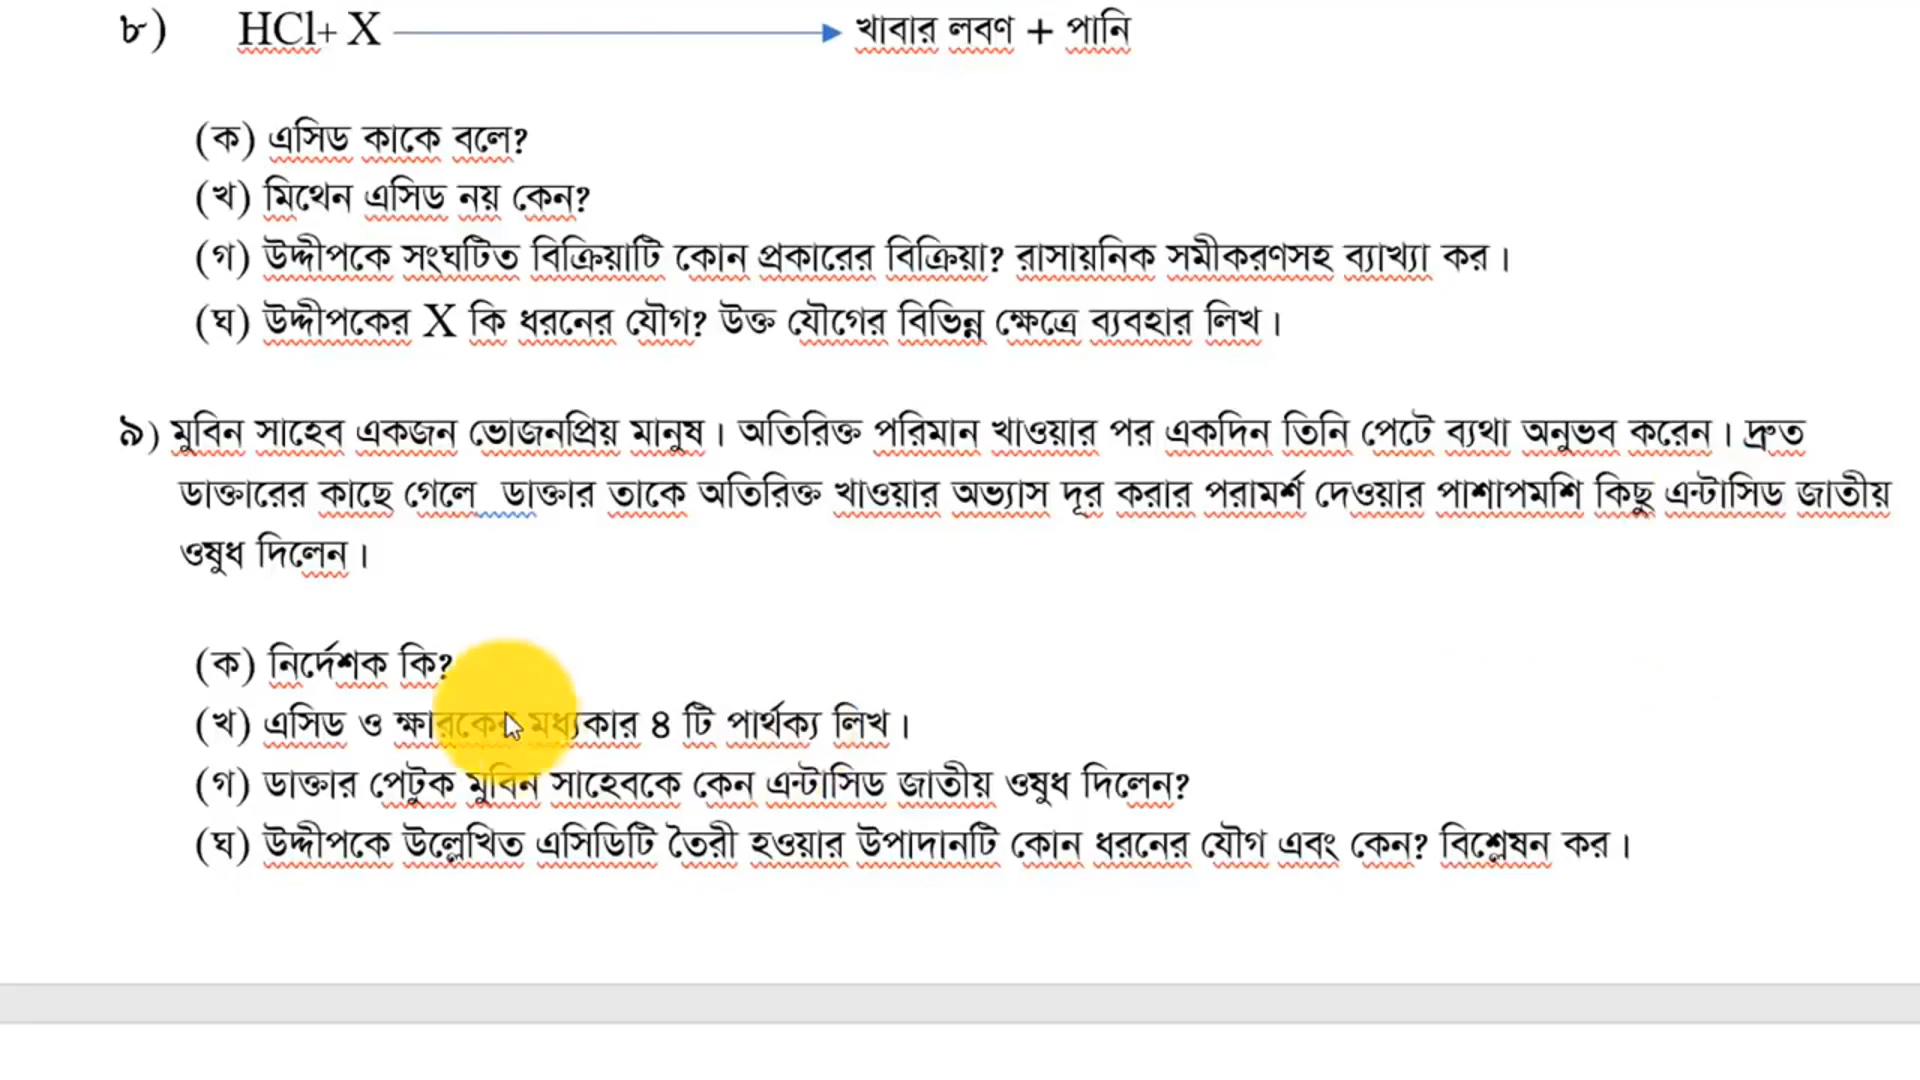 ৮) HCl+ X খাবার লবণ + পানি
(ক) এসিড কাকে বলে?
(খ) মিথেন এসিড নয় কেন?
(গ) উদ্দীপকে সংঘটিত বিক্রিয়াটি কোন প্রকারের বিক্রিয়া? রাসায়নিক সমীকরণসহ ব্যাখ্যা কর।
(ঘ) উদ্দীপকের X কি ধরনের যৌগ? উক্ত যৌগের বিভিন্ন ক্ষেত্রে ব্যবহার লিখ।
৯) মুবিন সাহেব একজন ভোজনপ্রিয় মানুষ। অতিরিক্ত পরিমান খাওয়ার পর একদিন তিনি পেটে ব্যথা অনুভব করেন। দ্রুত
ডাক্তারের কাছে গেলে ডাক্তার তাকে অতিরিক্ত খাওয়ার অভ্যাস দূর করার পরামর্শ দেওয়ার পাশাপমশি কিছু এন্টাসিড জাতীয়
ওষুধ দিলেন।
(ক) নির্দেশক কি?
(খ) এসিড ও ক্ষারকের মধ্যকার ৪ টি পার্থক্য লিখ।
(গ) ডাক্তার পেটুক মুবিন সাহেবকে কেন এন্টাসিড জাতীয় ওষুধ দিলেন?
(ঘ) উদ্দীপকে উল্লেখিত এসিডিটি তৈরী হওয়ার উপাদানটি কোন ধরনের যৌগ এবং কেন? বিশ্লেষন কর।